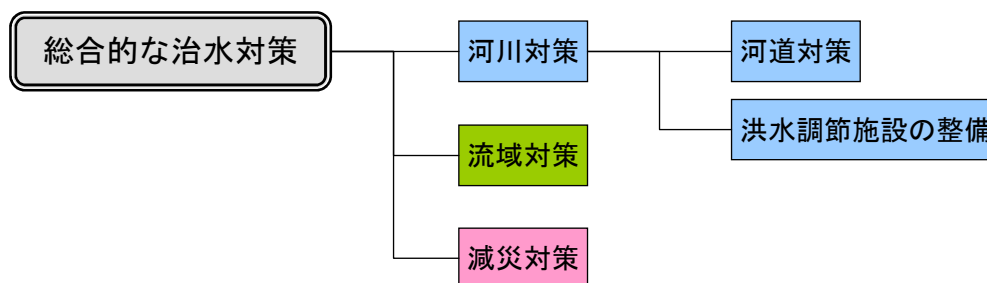 総合的な治水対策
河川対策
河道対策
洪水調節施設の整備
流域対策
減災対策